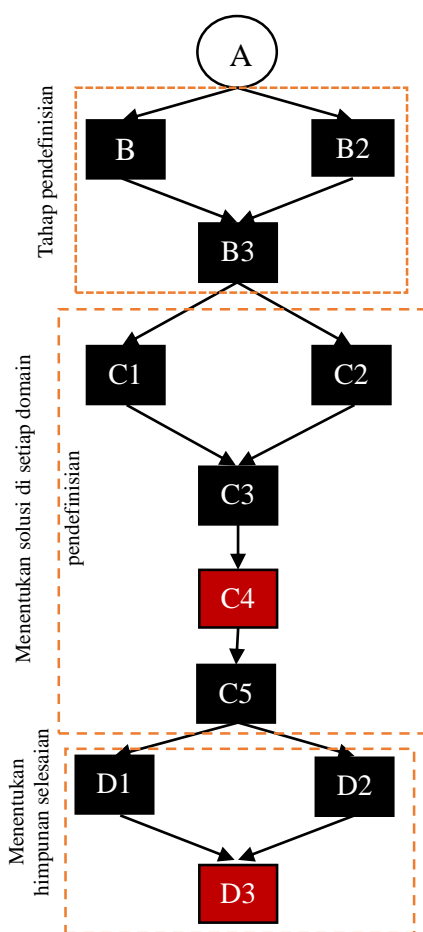 A
Tahap pendefinisian
B
B2
B3
Menentukan solusi di setiap domain
pendefinisian
C1
C2
C3
C4
C5
Menentukan
himpunan selesaian
D1
D2
D3